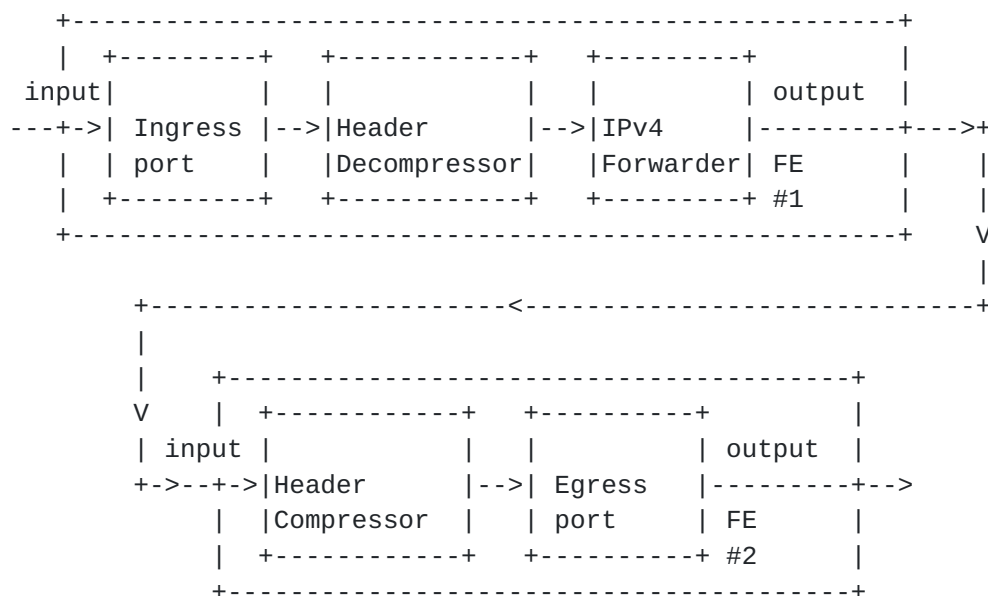 input output
Ingress Header IPv4
port Decompressor Forwarder FE
#1
V
V
input output
Header Egress
Compressor port FE
#2